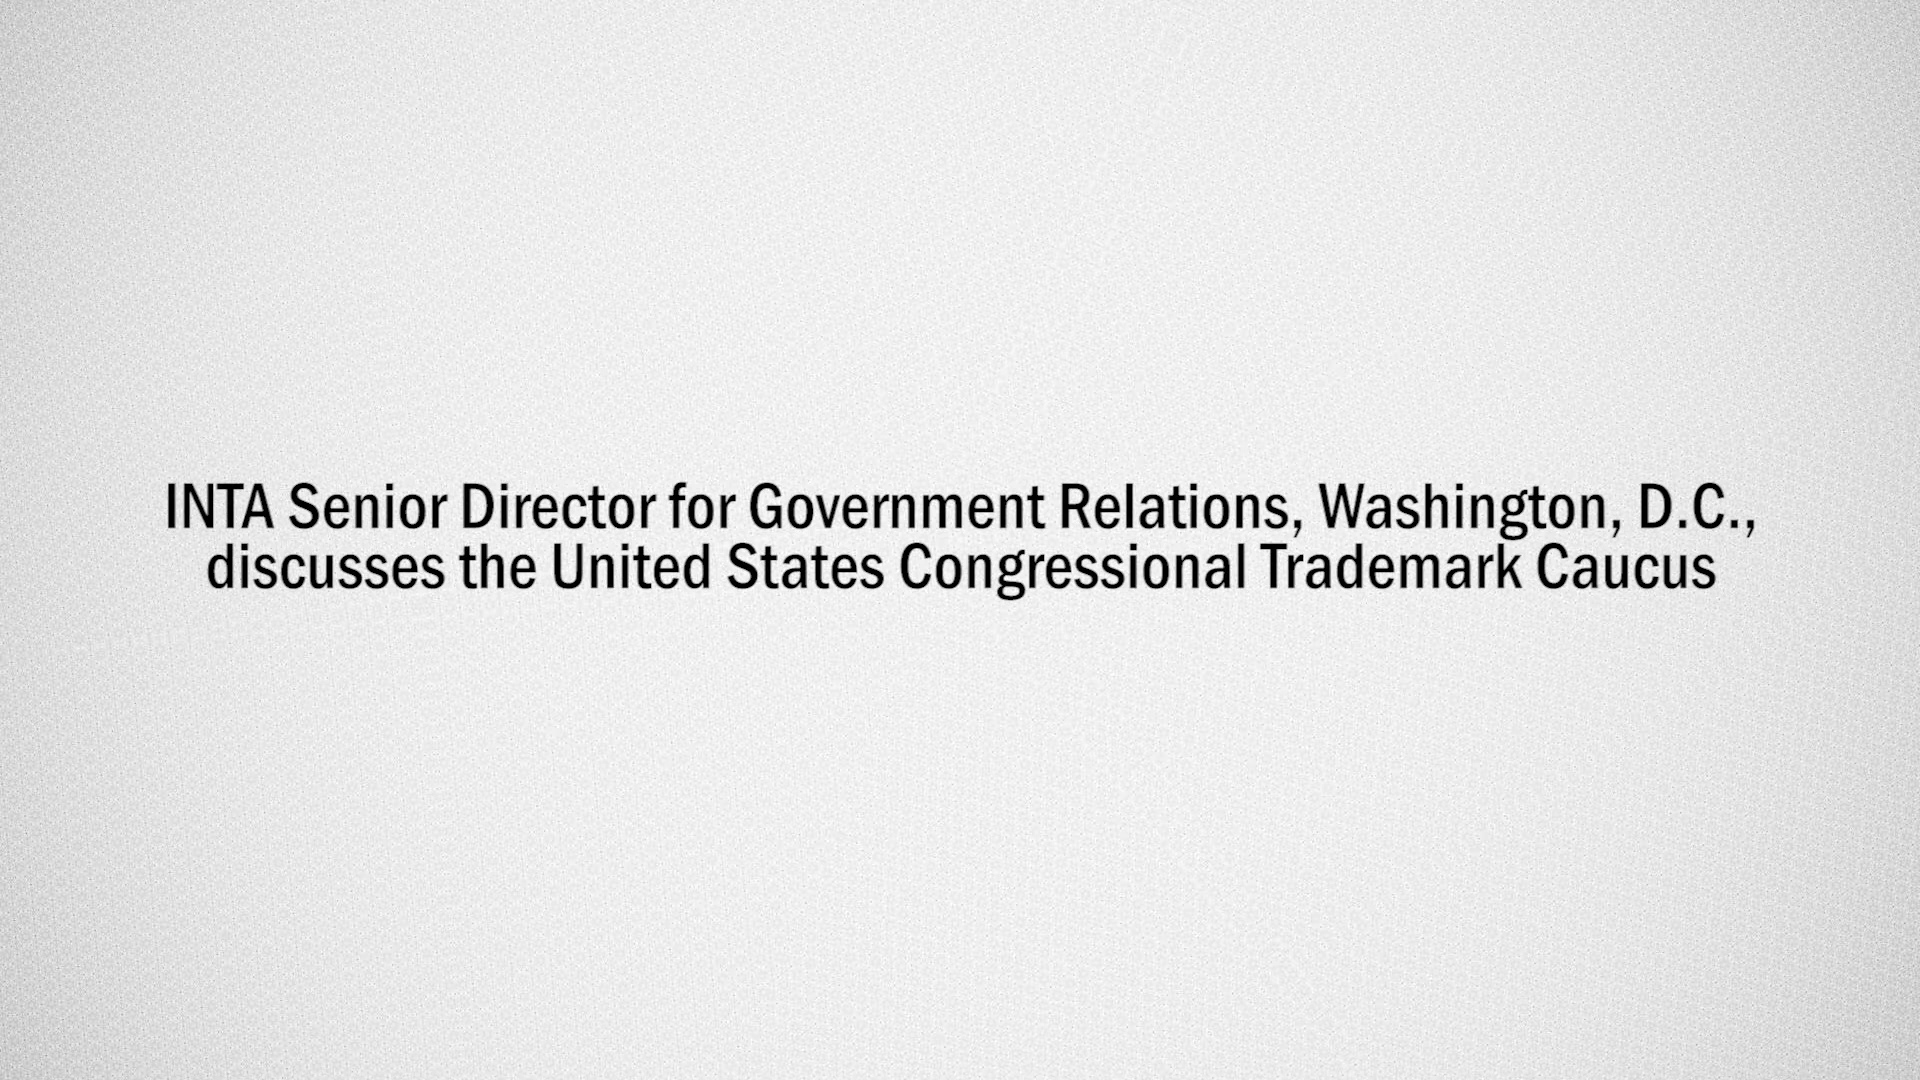 INTA Senior Director for Government Relations, Washington, D.C.,
discusses the United States Congressional Trademark Caucus